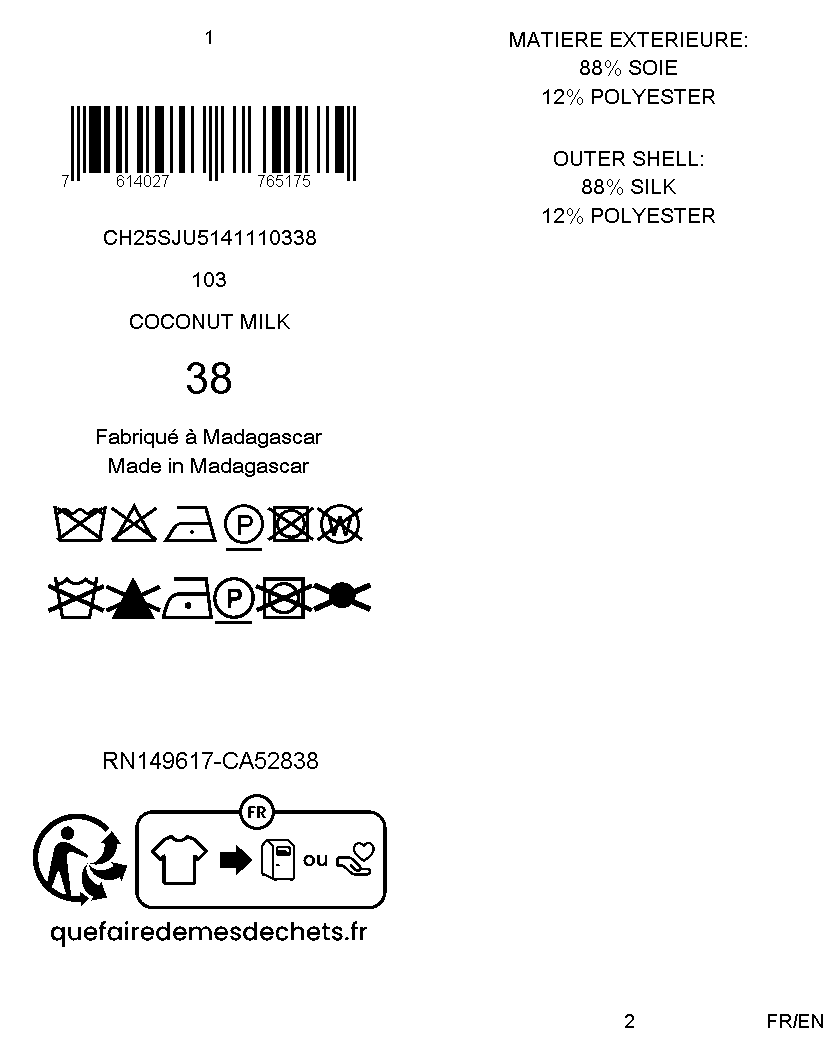 1
7 614027 765175
CH25SJU5141110338
103
COCONUT MILK
38
Fabriqué à Madagascar
Made in Madagascar
P W
P
RN149617-CA52838
FR
ou
quefairedemesdechets.fr
MATIERE EXTERIEURE:
88% SOIE
12% POLYESTER
OUTER SHELL:
88% SILK
12% POLYESTER
2
FR/EN